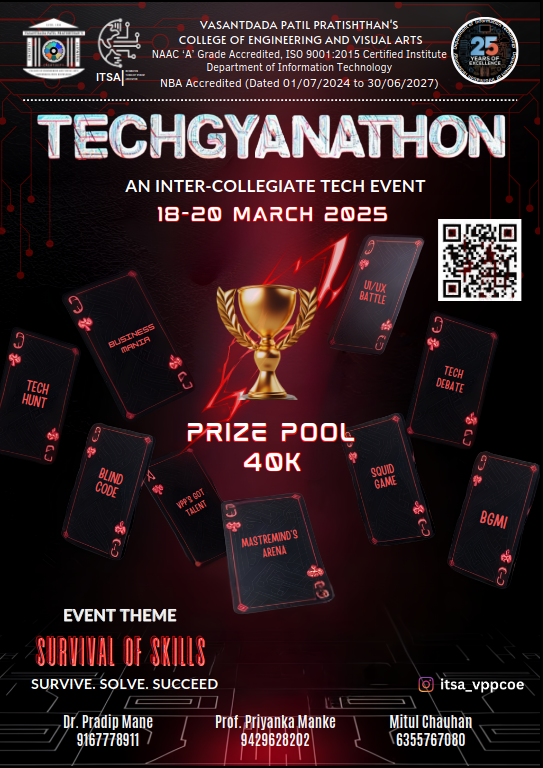 VASANTDADA PATIL PRATISHTHAN'S
COLLEGE OF ENGINEERING AND VISUAL ARTS
NAAC ‘A’ Grade Accredited, ISO 9001:2015 Certified Institute
Department of Information Technology
NBA Accredited (Dated 01/07/2024 to 30/06/2027)
ITSA
25
YEARS OF
EXCELLENCE
TECHGYANATHON
AN INTER-COLLEGIATE TECH EVENT
18-20 MARCH 2025
UI/UX
BATTLE
BUSINESS
MANIA
TECH
HUNT
TECH
DEBATE
PRIZE POOL
40K
BLIND
CODE
VPP'S GOT
TALENT
SQUID
GAME
MASTREMIND'S
ARENA
BGMI
EVENT THEME
SURVIVAL OF SKILLS
SURVIVE. SOLVE. SUCCEED
itsa_vppcoe
Dr. Pradip Mane
9167778911
Prof. Priyanka Manke
9429628202
Mitul Chauhan
6355767080